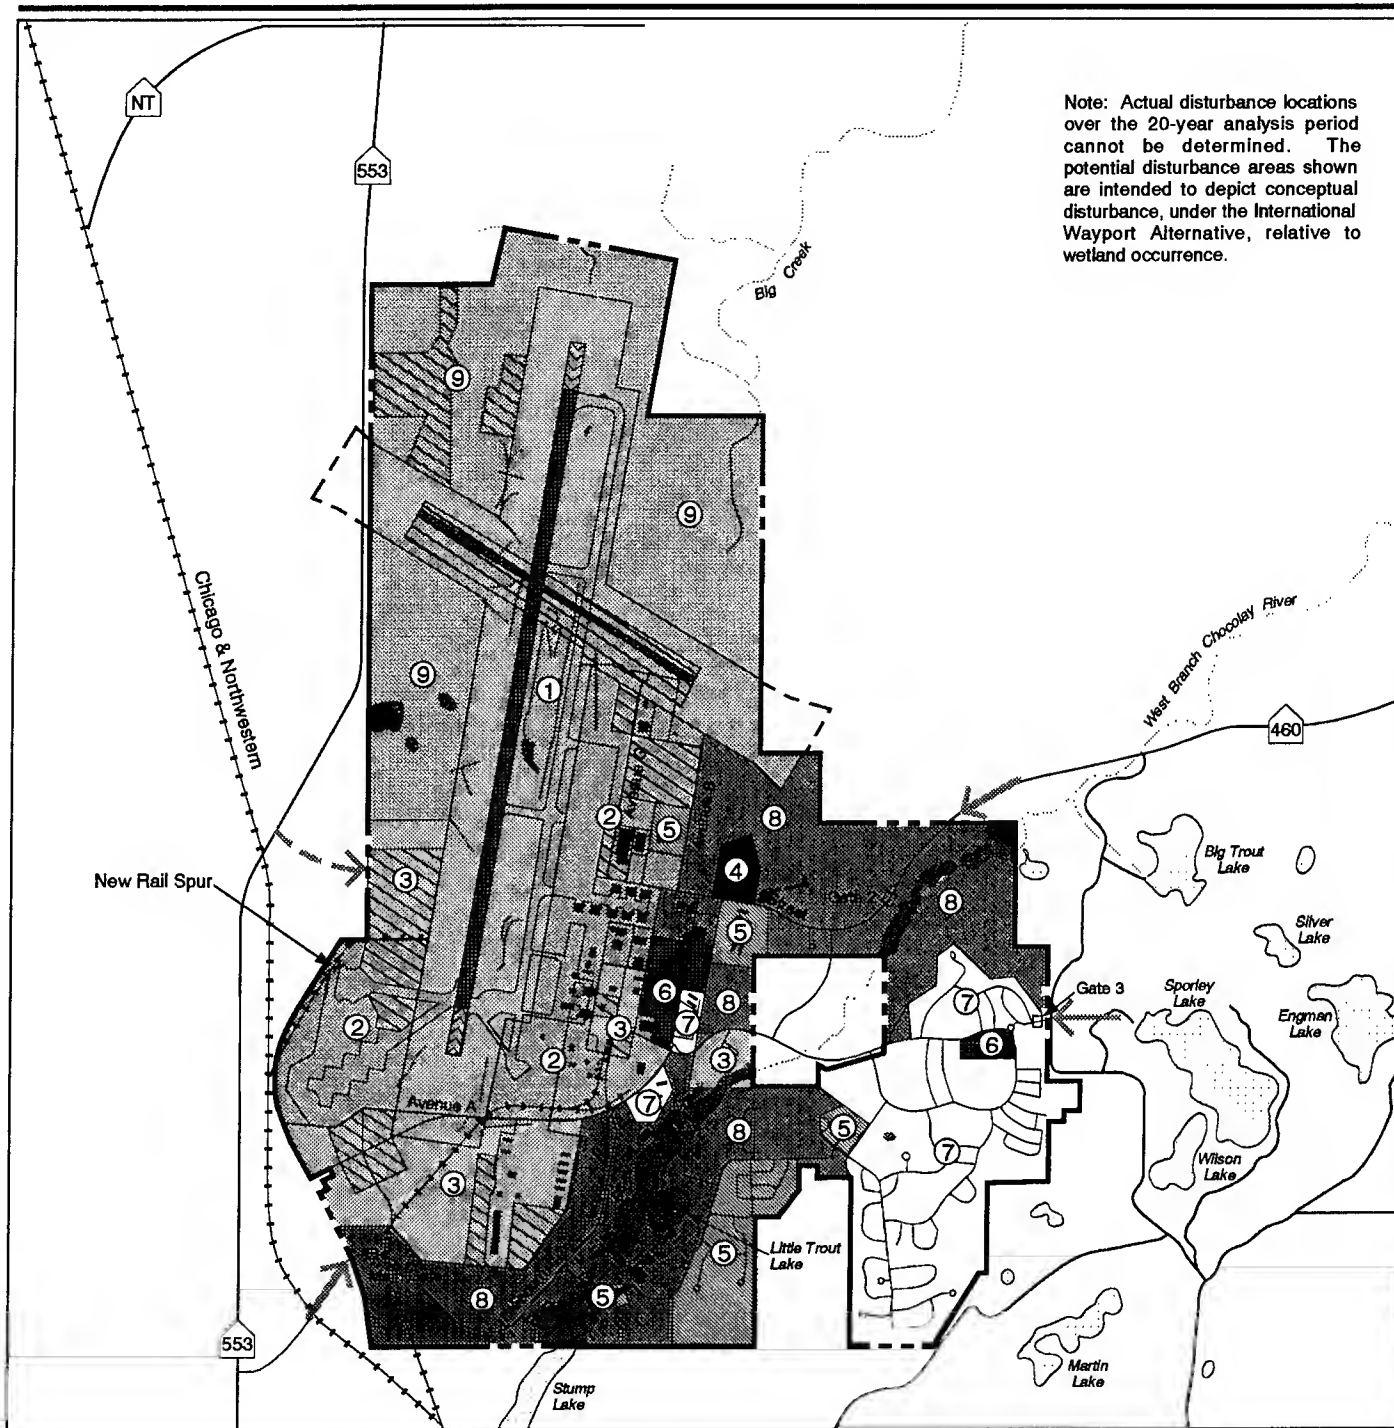 NT
553
Note: Actual disturbance locations
over the 20-year analysis period
cannot be determined. The
potential disturbance areas shown
are intended to depict conceptual
disturbance, under the International
Wayport Alternative, relative to
wetland occurrence.
Big Creek
9
9
Chicago & Northwestern
West Branch Chocolay River
9
1
460
2
5
8
Big Trout
Lake
New Rail Spur
3
4
Gate 2
8
5
Silver
Lake
6
7
8
7
Gate 3
Sporley
Lake
Engman
Lake
2
3
2
3
6
Avenue A
7
8
5
7
Wilson
Lake
3
5
Little Trout
Lake
8
5
553
Stump
Lake
Martin
Lake